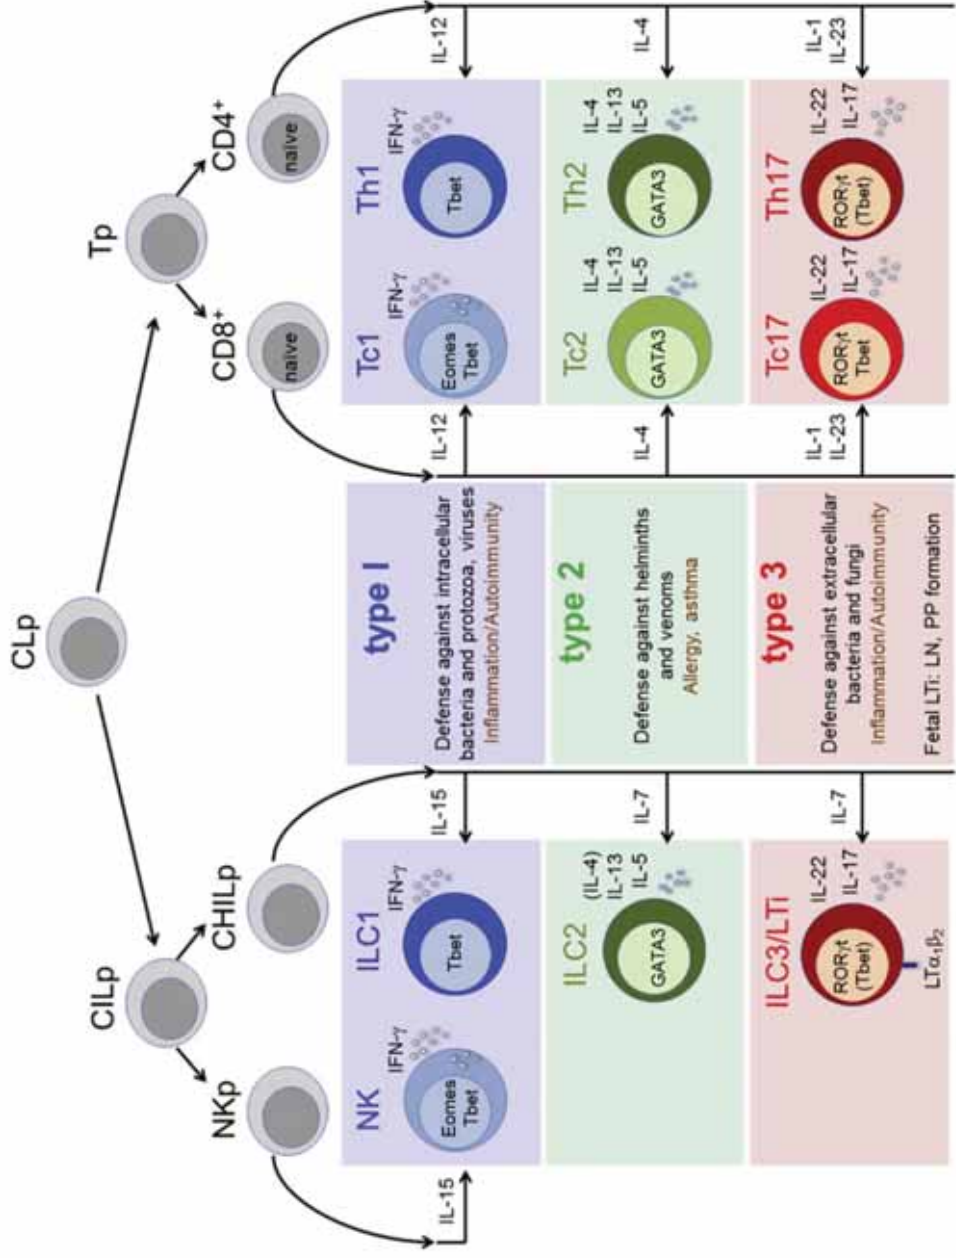 CLp
CILp
Tp
NKp
CHILp
CD8⁺
CD4⁺
naive
naive
IL-15
IL-15
IL-12
IL-12
NK
IFN-γ
Eomes
Tbet
ILC1
IFN-γ
Tbet
type I
Defense against intracellular
bacteria and protozoa, viruses
Inflammation/Autoimmunity
Tc1
IFN-γ
Eomes
Tbet
Th1
IFN-γ
Tbet
IL-7
IL-4
IL-4
ILC2
(IL-4)
IL-13
IL-5
GATA3
type 2
Defense against helminths
and venoms
Allergy, asthma
Tc2
IL-4
IL-13
IL-5
GATA3
Th2
IL-4
IL-13
IL-5
GATA3
IL-7
IL-1
IL-23
IL-1
IL-23
ILC3/LTi
IL-22
IL-17
RORγt
(Tbet)
LTα₁β₂
type 3
Defense against extracellular
bacteria and fungi
Inflammation/Autoimmunity
Fetal LTi: LN, PP formation
Tc17
IL-22
IL-17
RORγt
Tbet
Th17
IL-22
IL-17
RORγt
(Tbet)